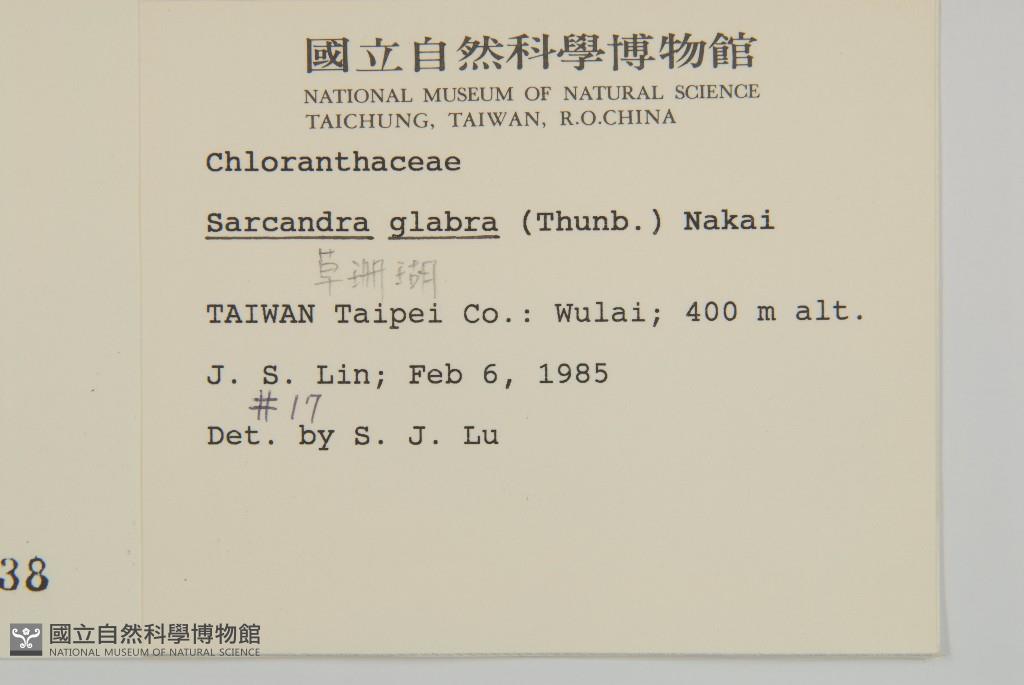 國立自然科學博物館
NATIONAL MUSEUM OF NATURAL SCIENCE
TAICHUNG, TAIWAN, R.O.CHINA
Chloranthaceae
Sarcandra glabra (Thunb.) Nakai
草珊瑚
TAIWAN Taipei Co.: Wulai; 400 m alt.
J. S. Lin; Feb 6, 1985
#17
Det. by S. J. Lu
38
國立自然科學博物館
NATIONAL MUSEUM OF NATURAL SCIENCE